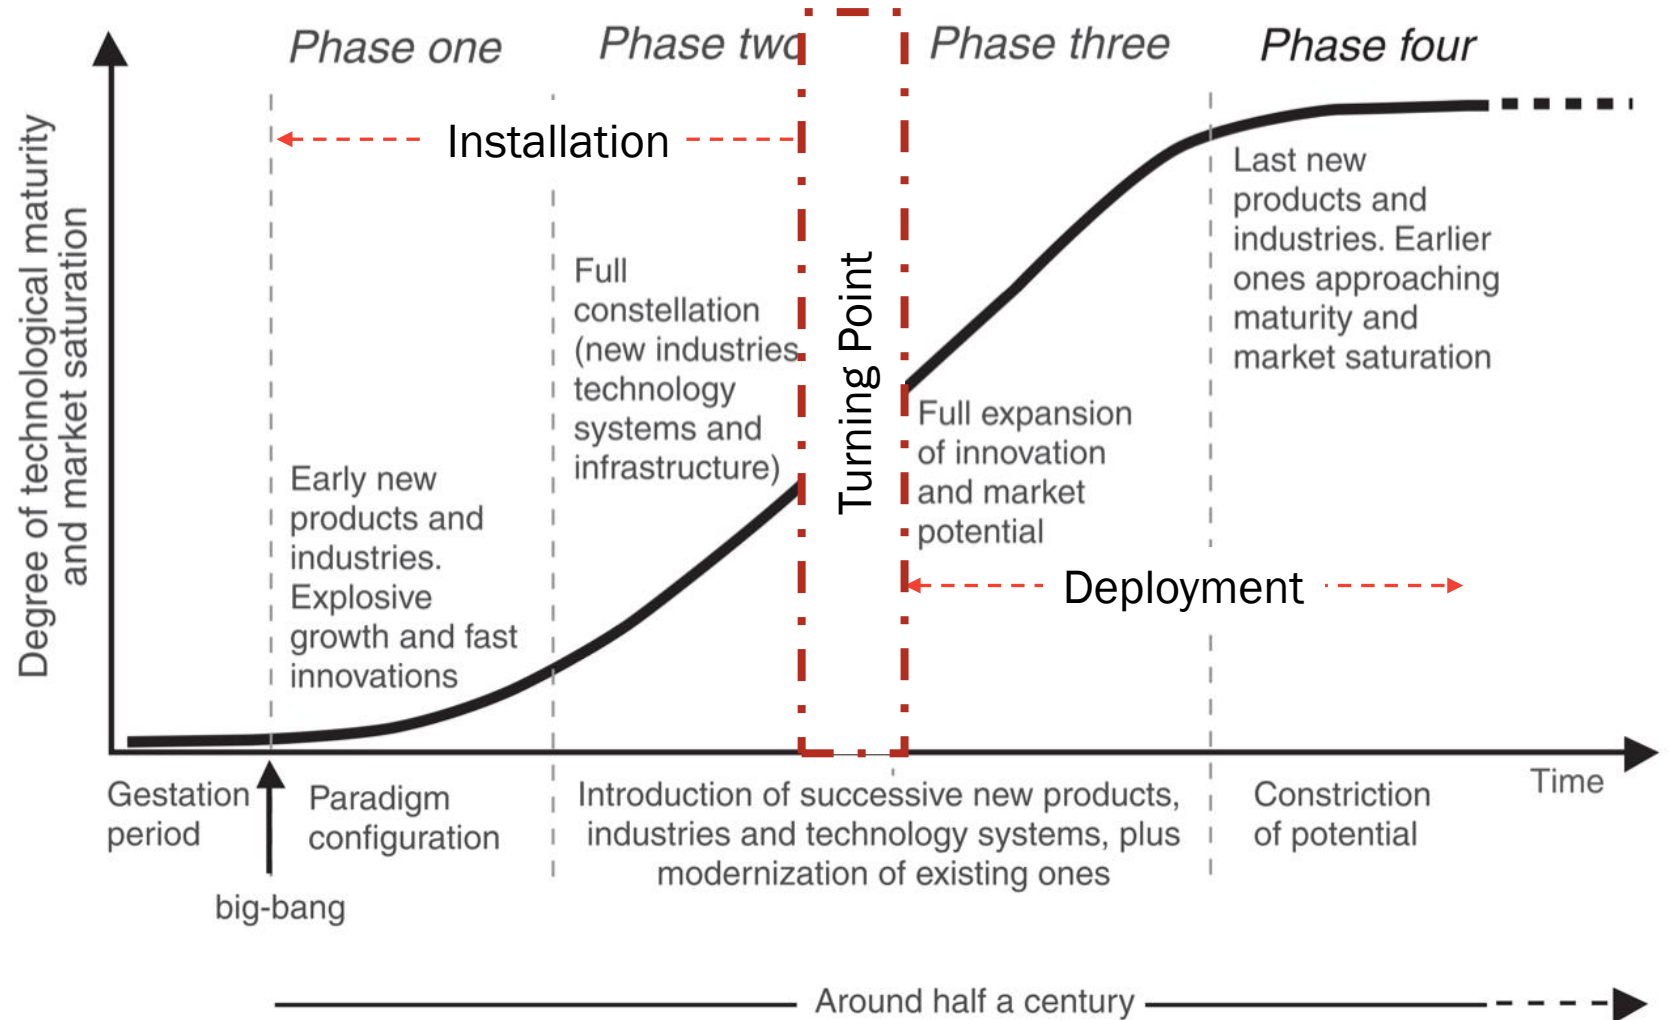 Phase one
Phase two
Phase three
Phase four
Degree of technological maturity
and market saturation
Installation
Turning Point
Deployment
Early new
products and
industries.
Explosive
growth and fast
innovations
Full
constellation
(new industries
technology
systems and
infrastructure)
Full expansion
of innovation
and market
potential
Last new
products and
industries. Earlier
ones approaching
maturity and
market saturation
Gestation
period
Paradigm
configuration
Introduction of successive new products,
industries and technology systems, plus
modernization of existing ones
Constriction
of potential
Time
big-bang
Around half a century